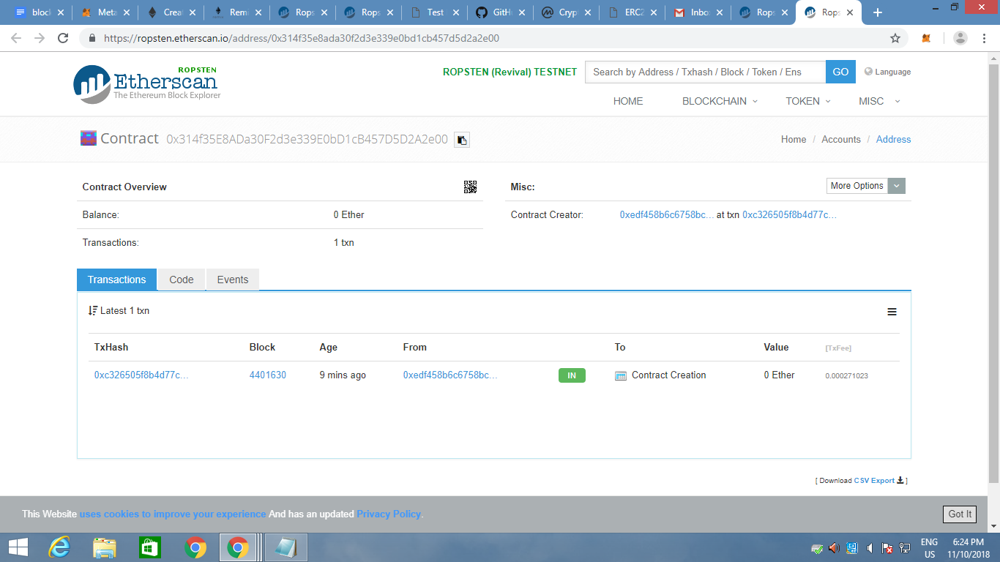 block
Meta
Crea
Remi
Rops
Rops
Test
GitH
Cryp
ERC2
Inbo
Rops
Rops
https://ropsten.etherscan.io/address/0x314f35e8ada30f2d3e339e0bd1cb457d5d2a2e00
ROPSTEN
Etherscan
The Ethereum Block Explorer
ROPSTEN (Revival) TESTNET
Search by Address / Txhash / Block / Token / Ens
GO
Language
HOME BLOCKCHAIN TOKEN MISC
Contract 0x314f35E8ADa30F2d3e339E0bD1cB457D5D2A2e00
Home / Accounts / Address
Contract Overview
Balance: 0 Ether
Transactions: 1 txn
Misc:
More Options
Contract Creator: 0xedf458b6c6758bc... at txn 0xc326505f8b4d77c...
Transactions Code Events
Latest 1 txn
TxHash Block Age From To Value [TxFee]
0xc326505f8b4d77c... 4401630 9 mins ago 0xedf458b6c6758bc... IN Contract Creation 0 Ether 0.000271023
[ Download CSV Export ]
This Website uses cookies to improve your experience And has an updated Privacy Policy.
Got It
ENG
US
6:24 PM
11/10/2018